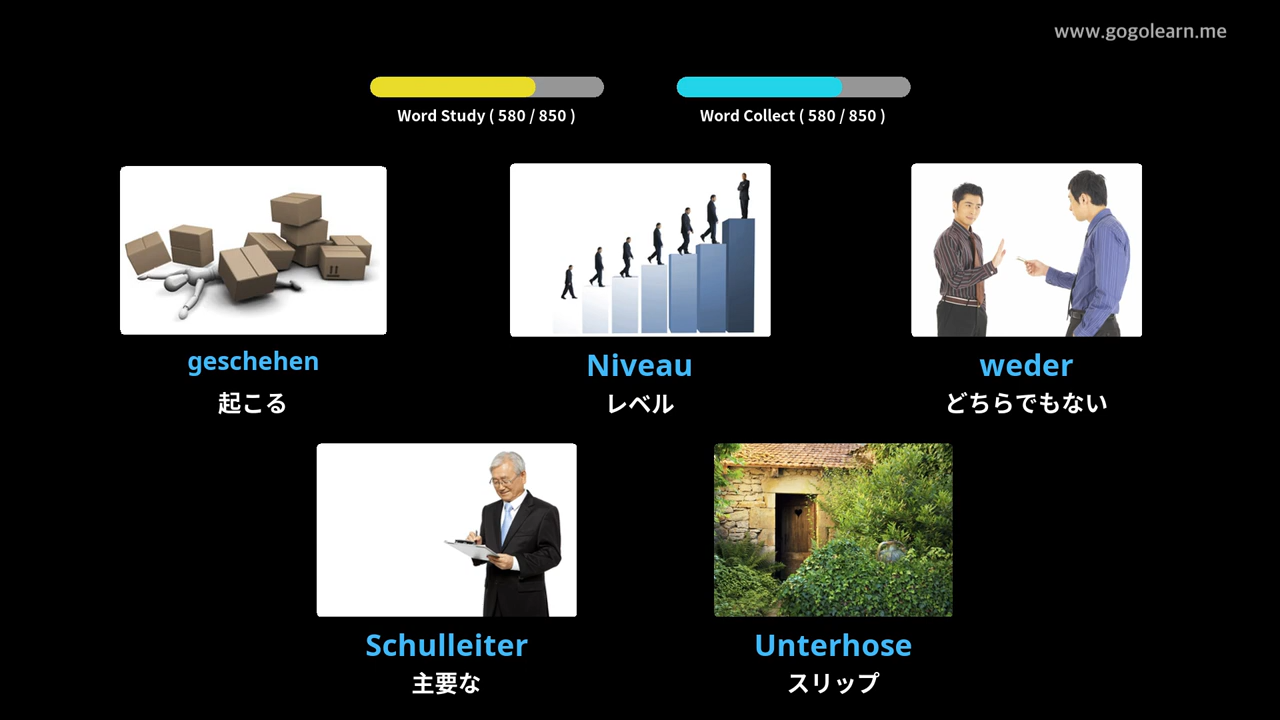 www.gogolearn.me
Word Study ( 580 / 850 )
Word Collect ( 580 / 850 )
geschehen
起こる
Niveau
レベル
weder
どちらでもない
Schulleiter
主要な
Unterhose
スリップ